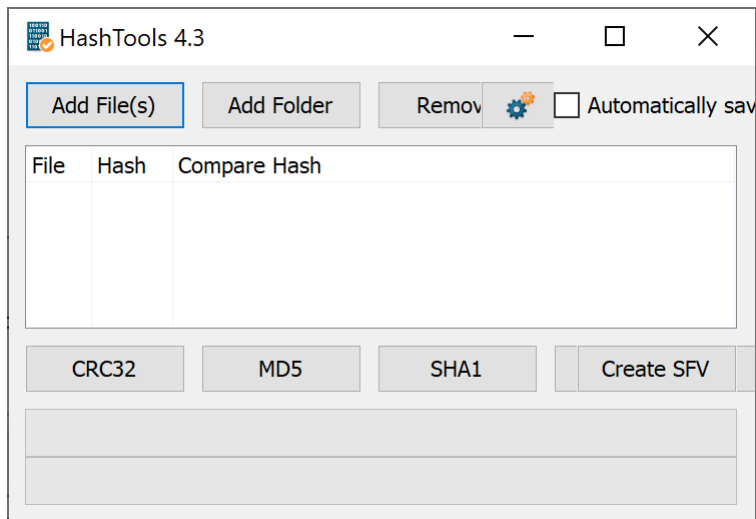 HashTools 4.3
Add File(s) Add Folder Remov Automatically sav
File Hash Compare Hash
CRC32 MD5 SHA1 Create SFV